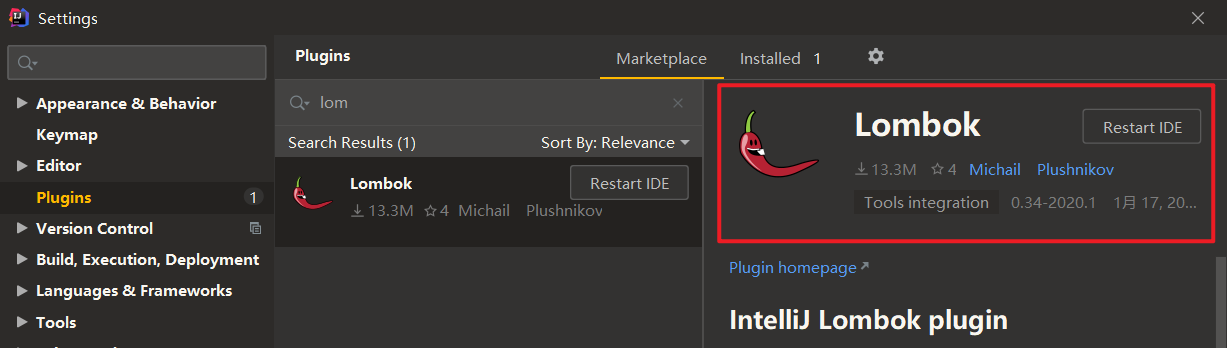 Settings
Appearance & Behavior
Keymap
Editor
Plugins 1
Version Control
Build, Execution, Deployment
Languages & Frameworks
Tools
Plugins
Marketplace
Installed 1
lom
Search Results (1) Sort By: Relevance
Lombok
Restart IDE
13.3M 4 Michail Plushnikov
Lombok
Restart IDE
13.3M 4 Michail Plushnikov
Tools integration 0.34-2020.1 1月 17, 20...
Plugin homepage
IntelliJ Lombok plugin